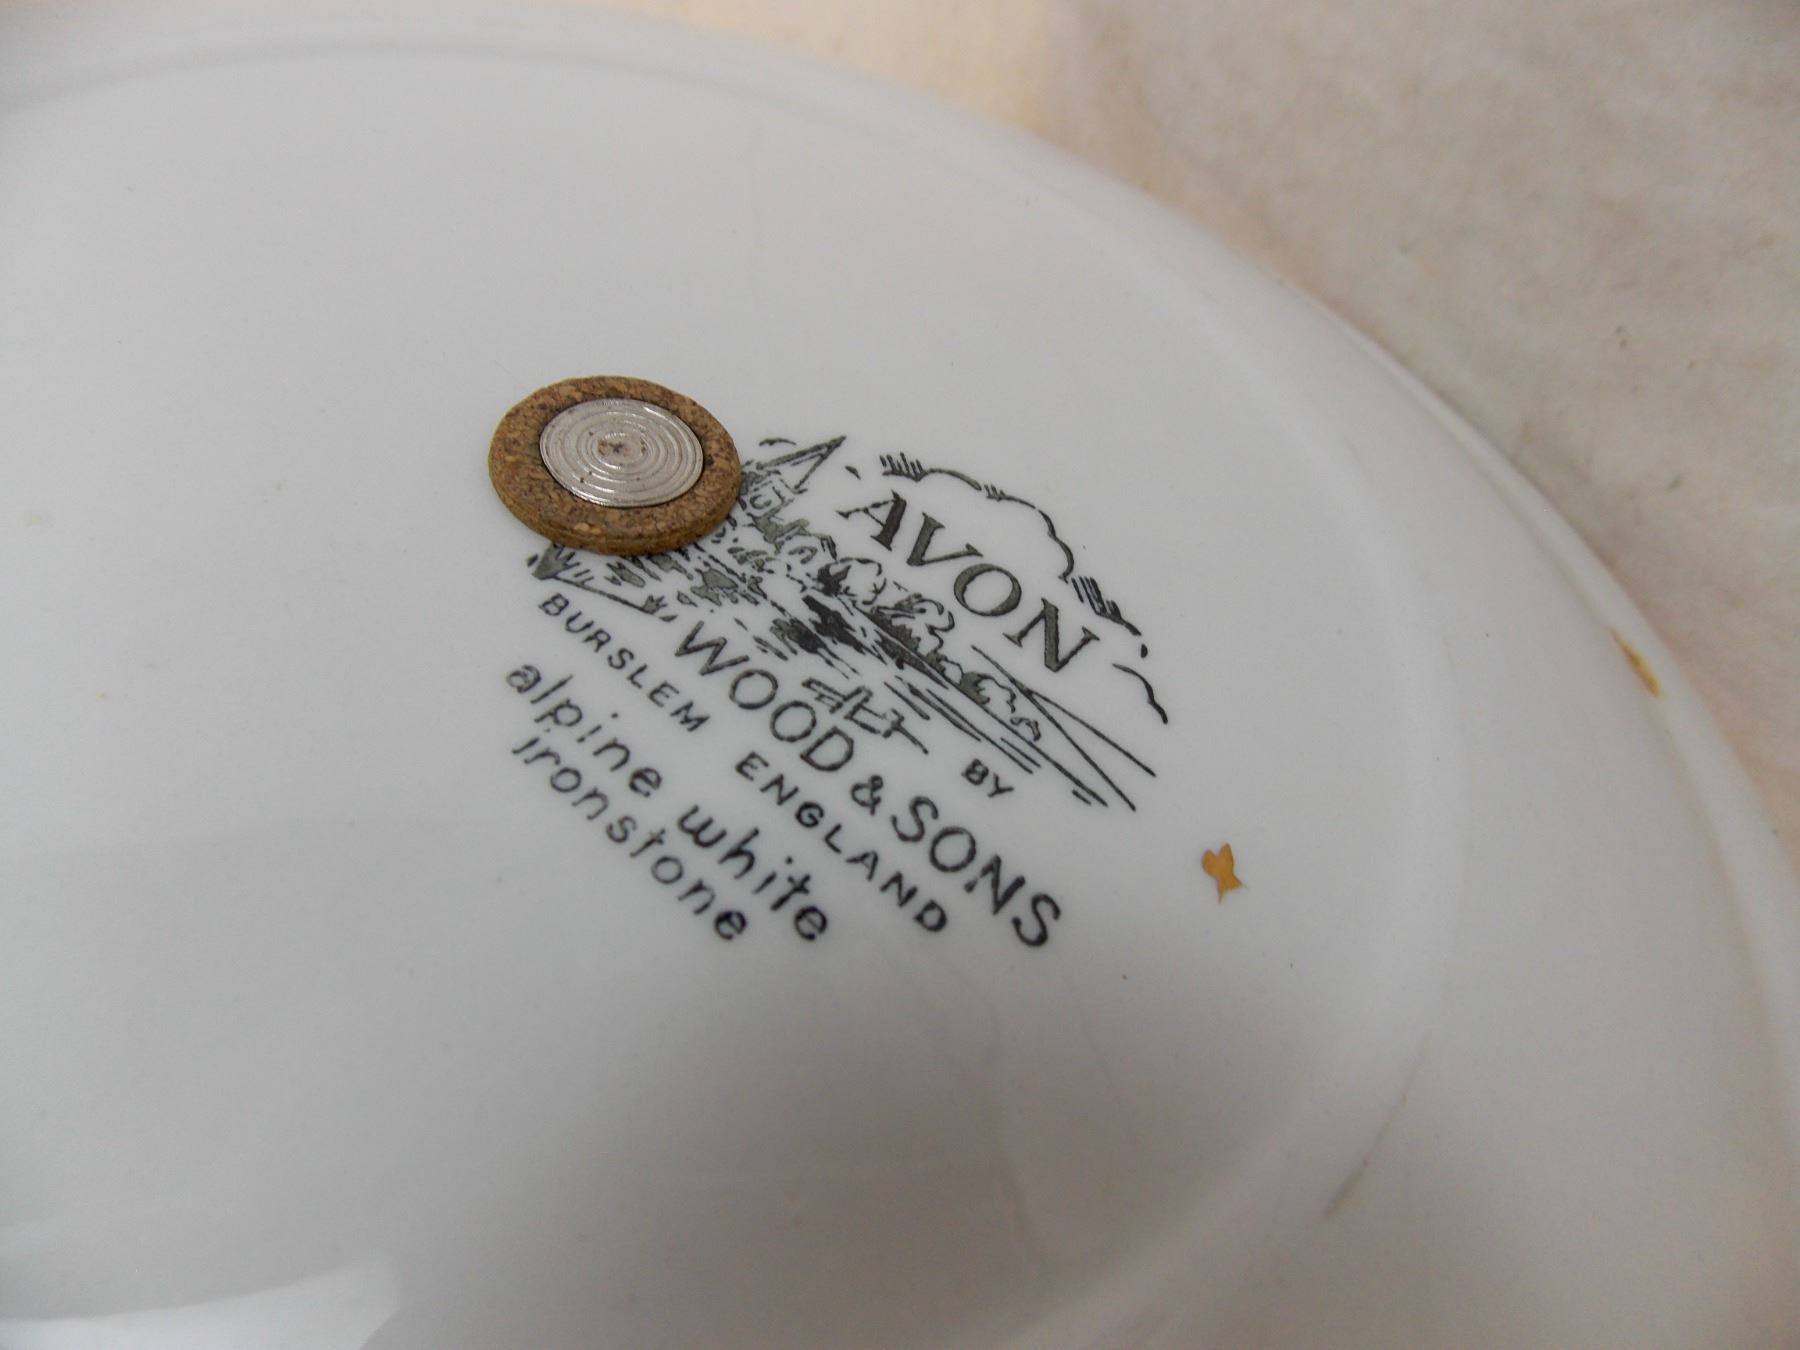 AVON
BY
WOOD & SONS
BURSLEM ENGLAND
alpine white
ironstone